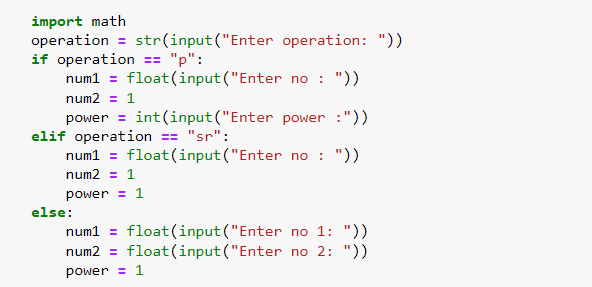 import math
operation = str(input("Enter operation: "))
if operation == "p":
    num1 = float(input("Enter no : "))
    num2 = 1
    power = int(input("Enter power :"))
elif operation == "sr":
    num1 = float(input("Enter no : "))
    num2 = 1
    power = 1
else:
    num1 = float(input("Enter no 1: "))
    num2 = float(input("Enter no 2: "))
    power = 1